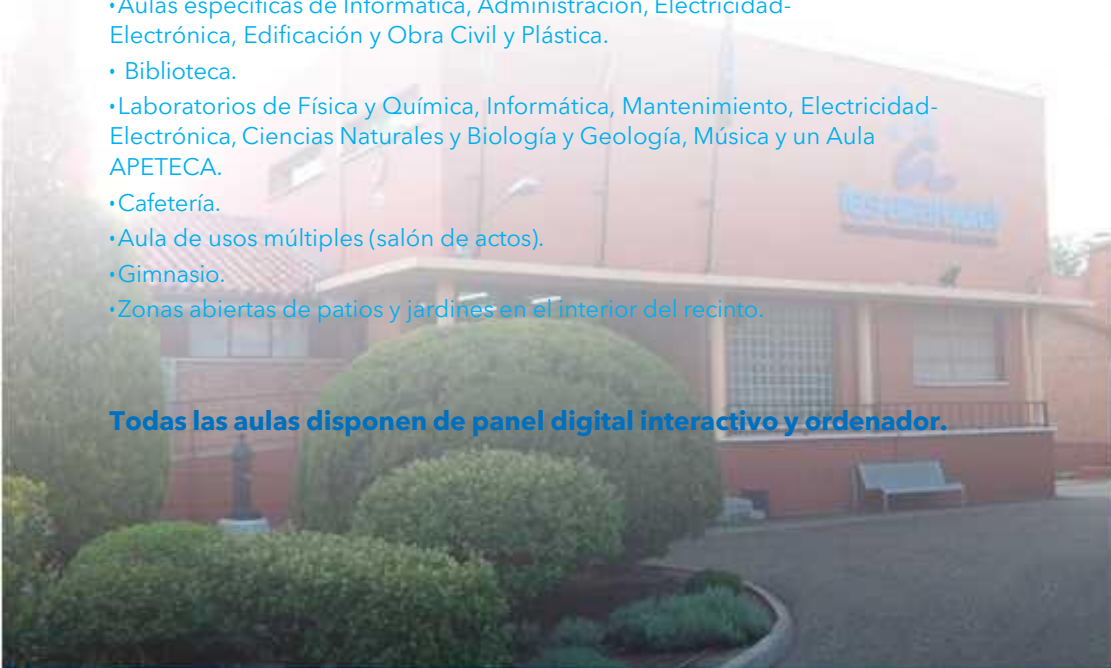 •Aulas específicas de Informática, Administración, Electricidad-
Electrónica, Edificación y Obra Civil y Plástica.
• Biblioteca.
•Laboratorios de Física y Química, Informática, Mantenimiento, Electricidad-
Electrónica, Ciencias Naturales y Biología y Geología, Música y un Aula
APETECA.
•Cafetería.
•Aula de usos múltiples (salón de actos).
•Gimnasio.
•Zonas abiertas de patios y jardines en el interior del recinto.
Todas las aulas disponen de panel digital interactivo y ordenador.